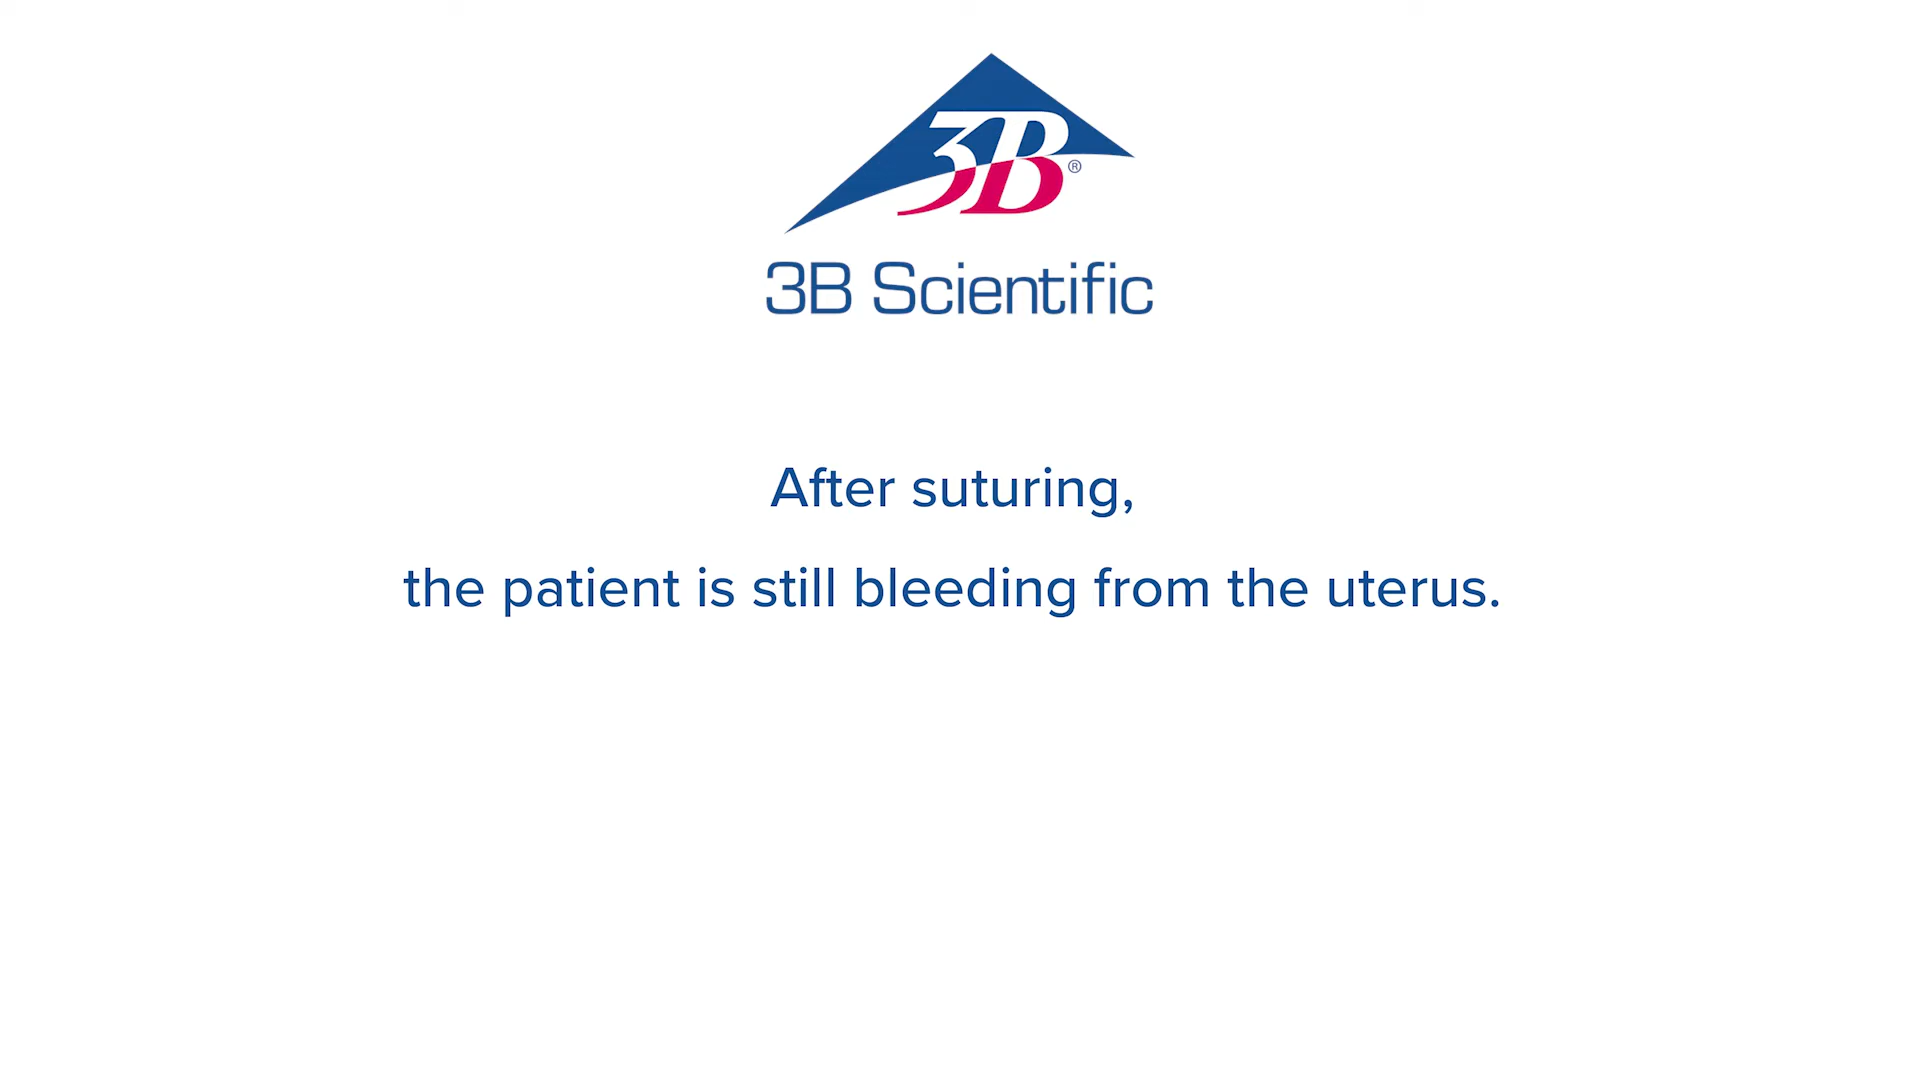 3B®
3B Scientific
After suturing,
the patient is still bleeding from the uterus.